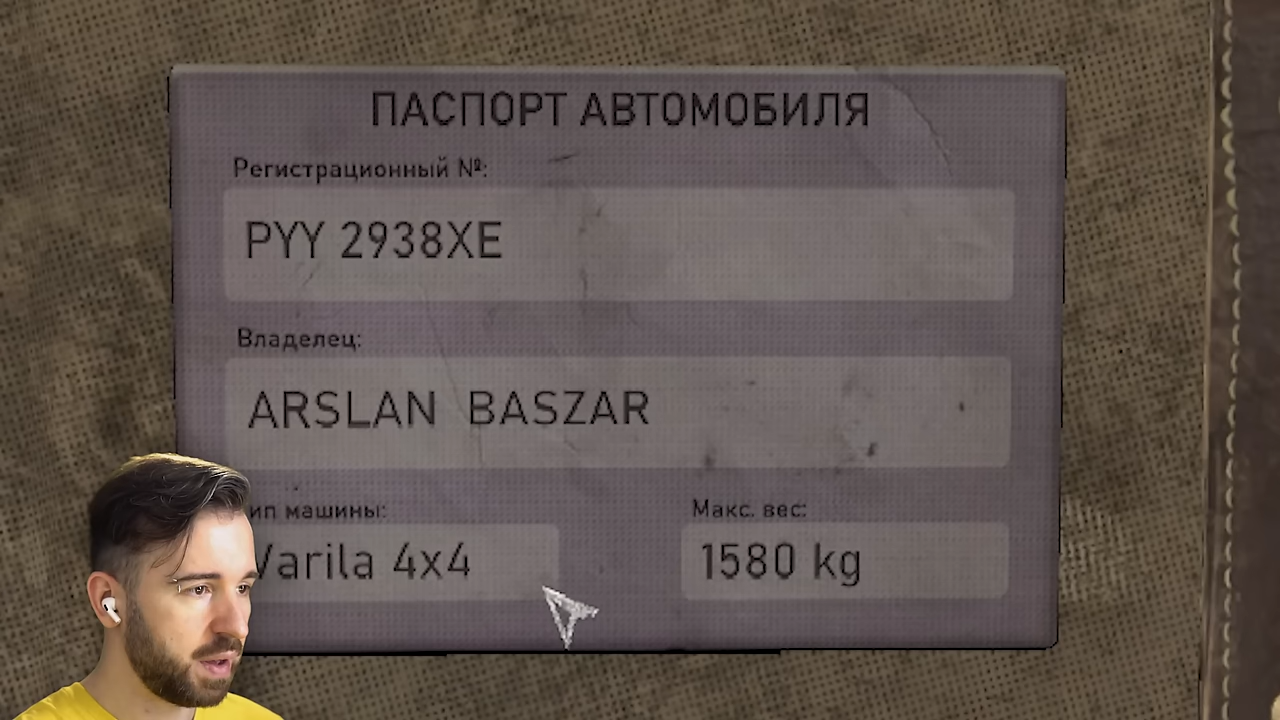 ПАСПОРТ АВТОМОБИЛЯ
Регистрационный №:
PYY 2938XE
Владелец:
ARSLAN BASZAR
ип машины:
Varila 4x4
Макс. вес:
1580 kg